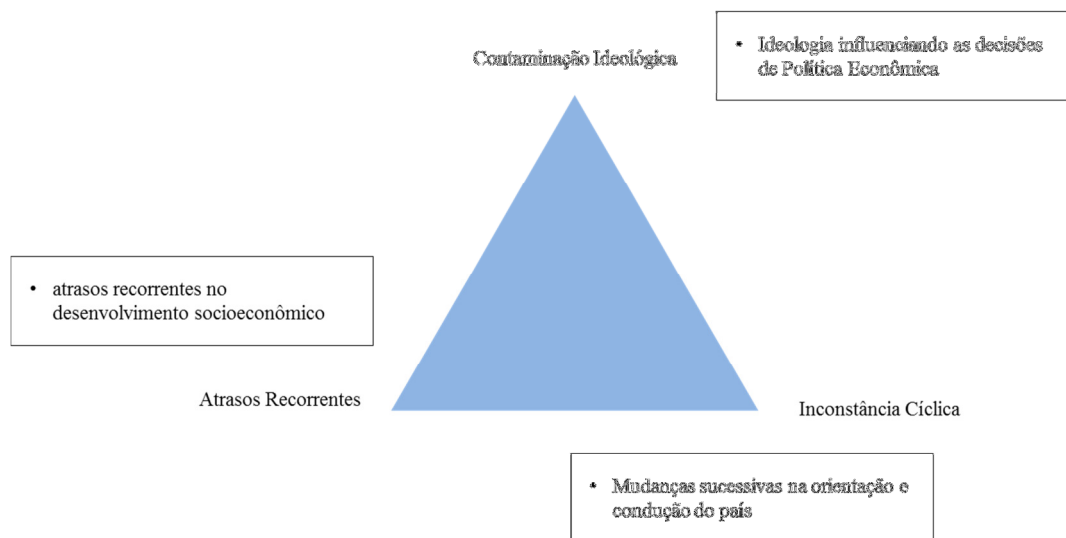 Contaminação Ideológica
• Ideologia influenciando as decisões
de Política Econômica
• atrasos recorrentes no
desenvolvimento socioeconômico
Atrasos Recorrentes
Inconstância Cíclica
• Mudanças sucessivas na orientação e
condução do país